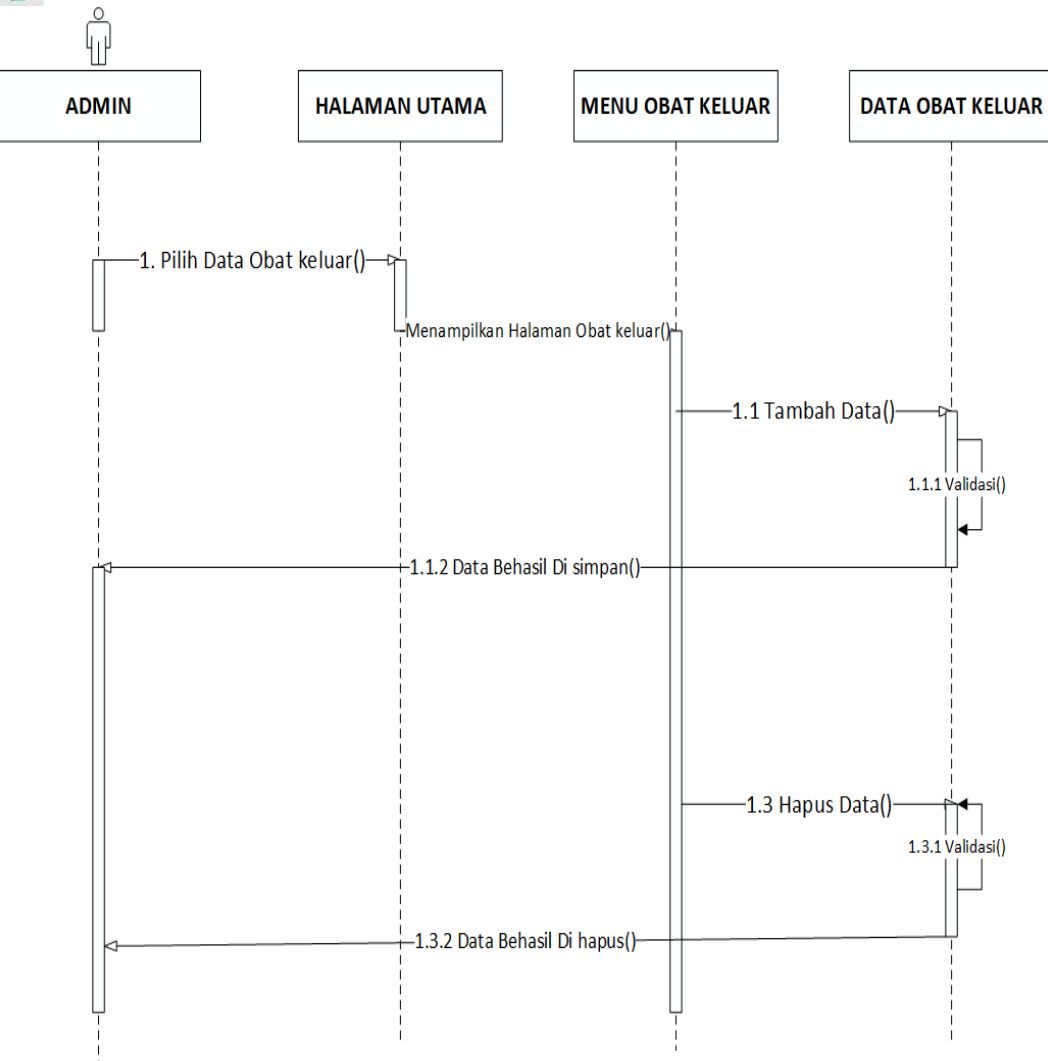 ADMIN
HALAMAN UTAMA
MENU OBAT KELUAR
DATA OBAT KELUAR
1. Pilih Data Obat keluar()
Menampilkan Halaman Obat keluar()
1.1 Tambah Data()
1.1.1 Validasi()
1.1.2 Data Behasil Di simpan()
1.3 Hapus Data()
1.3.1 Validasi()
1.3.2 Data Behasil Di hapus()